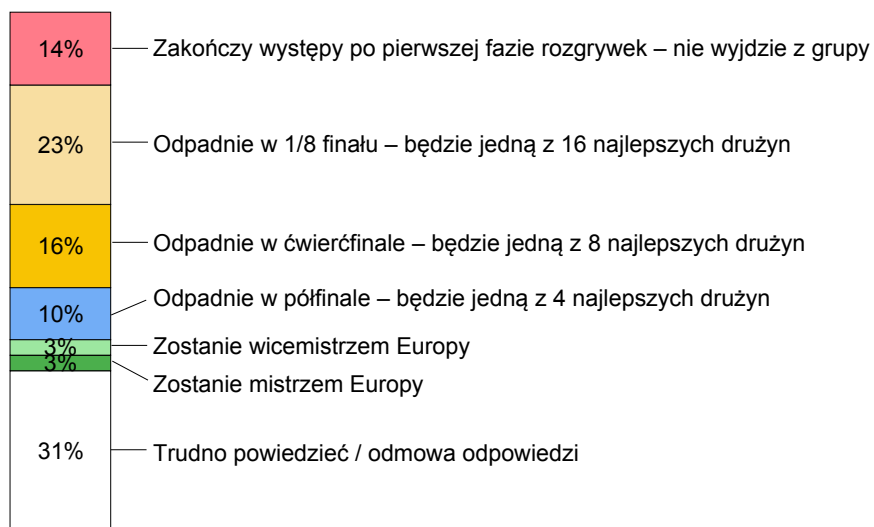 14% Zakończy występy po pierwszej fazie rozgrywek – nie wyjdzie z grupy
23% Odpadnie w 1/8 finału – będzie jedną z 16 najlepszych drużyn
16% Odpadnie w ćwierćfinale – będzie jedną z 8 najlepszych drużyn
10% Odpadnie w półfinale – będzie jedną z 4 najlepszych drużyn
3% Zostanie wicemistrzem Europy
3% Zostanie mistrzem Europy
31% Trudno powiedzieć / odmowa odpowiedzi